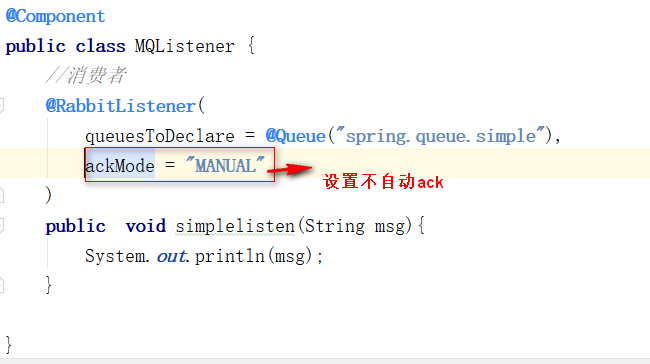 @Component
public class MQListener {
//消费者
@RabbitListener(
queuesToDeclare = @Queue("spring.queue.simple"),
ackMode = "MANUAL"
设置不自动ack
)
public  void simplelisten(String msg){
System.out.println(msg);
}
}